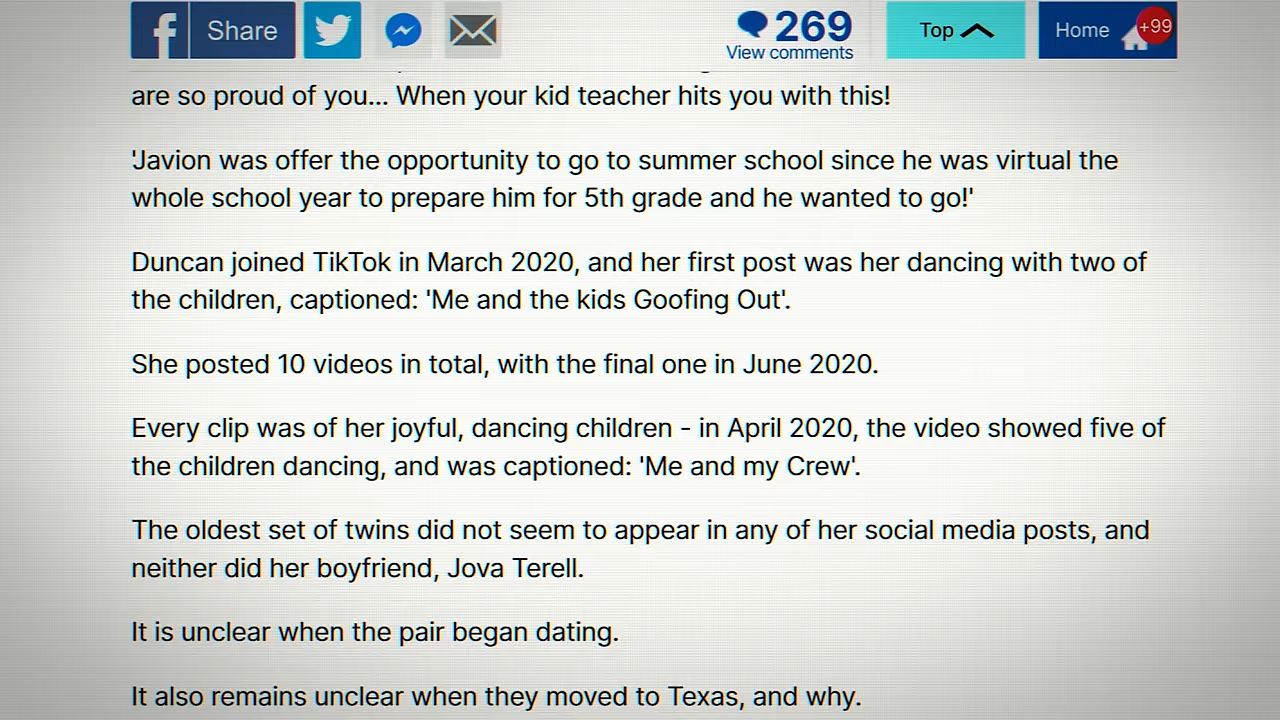 Share
269
View comments
Top
Home
+99
are so proud of you... When your kid teacher hits you with this!
'Javion was offer the opportunity to go to summer school since he was virtual the
whole school year to prepare him for 5th grade and he wanted to go!'
Duncan joined TikTok in March 2020, and her first post was her dancing with two of
the children, captioned: 'Me and the kids Goofing Out'.
She posted 10 videos in total, with the final one in June 2020.
Every clip was of her joyful, dancing children - in April 2020, the video showed five of
the children dancing, and was captioned: 'Me and my Crew'.
The oldest set of twins did not seem to appear in any of her social media posts, and
neither did her boyfriend, Jova Terell.
It is unclear when the pair began dating.
It also remains unclear when they moved to Texas, and why.